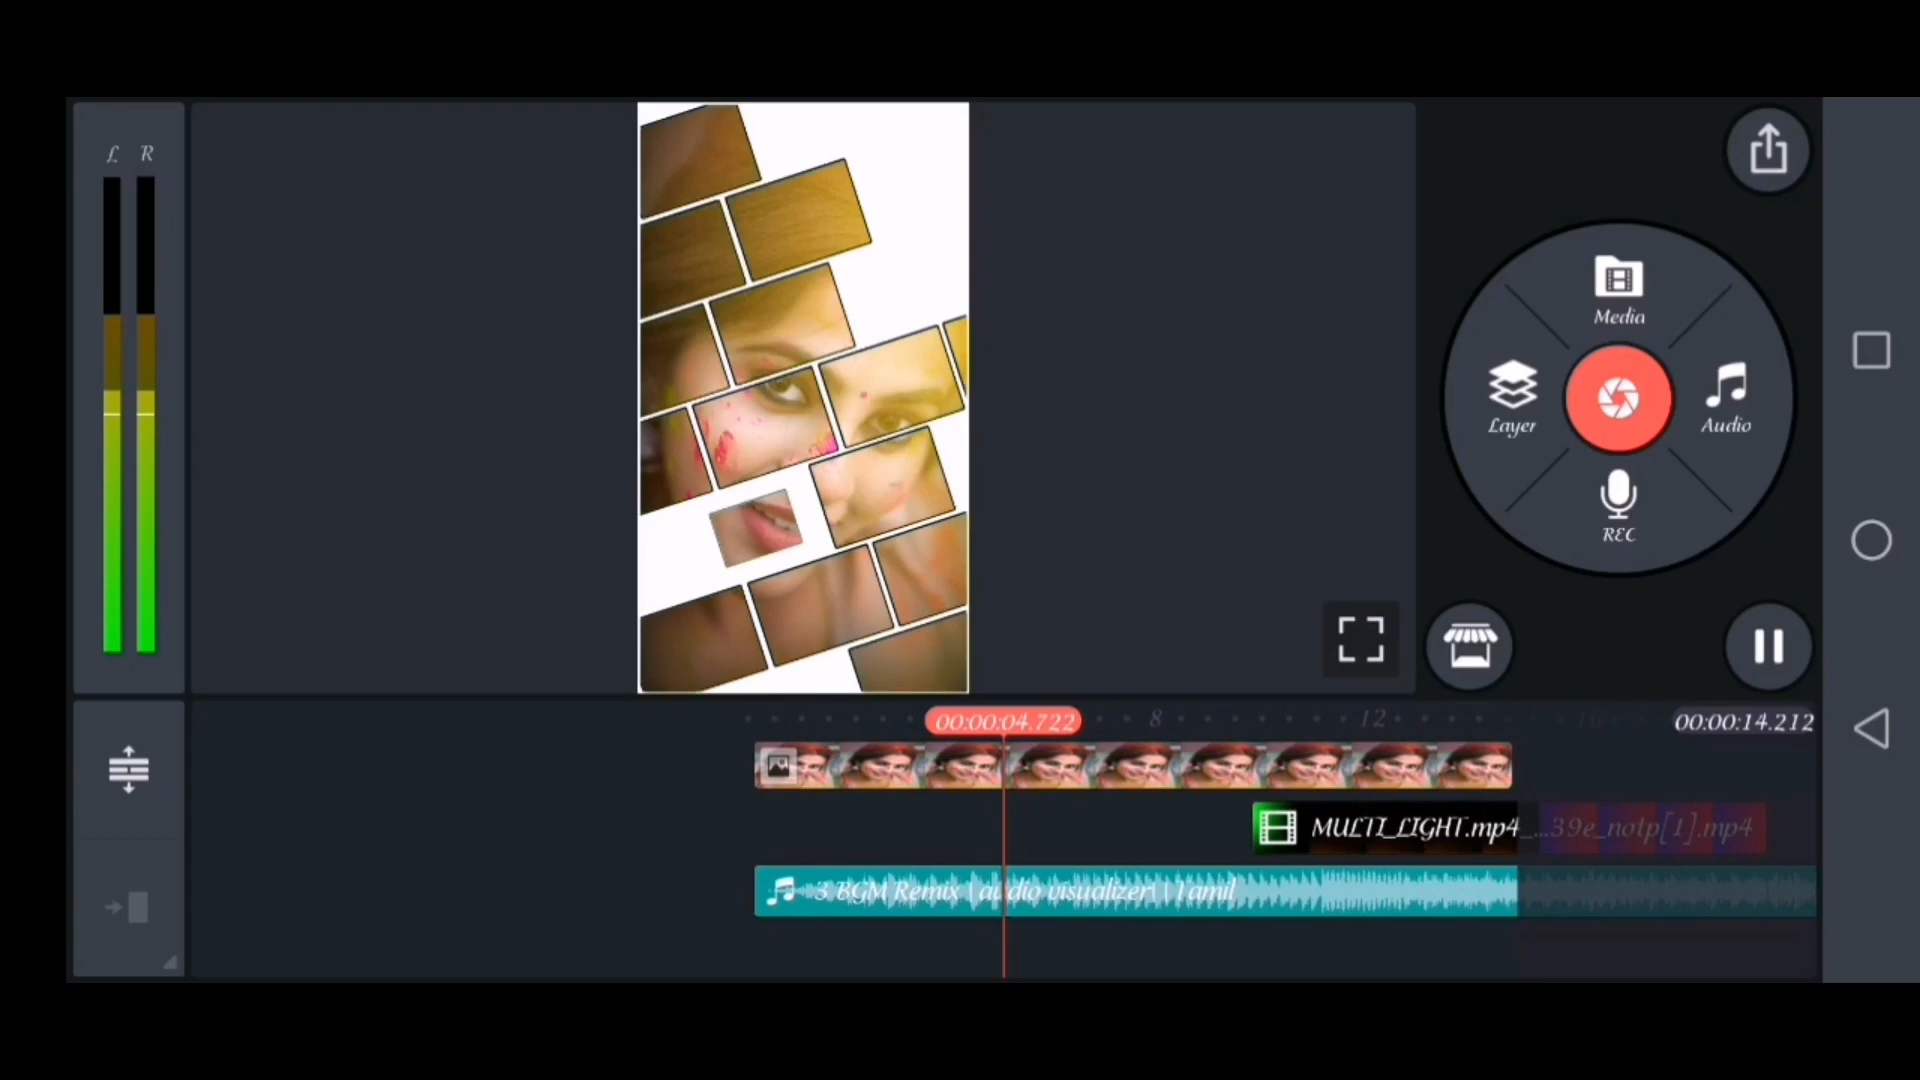 L R
Media
Layer
Audio
REC
00:00:04.722
8
12
00:00:14.212
MULTI_LIGHT.mp4_...39e_notp[1].mp4
3 BGM Remix | audio visualizer| | Tamil